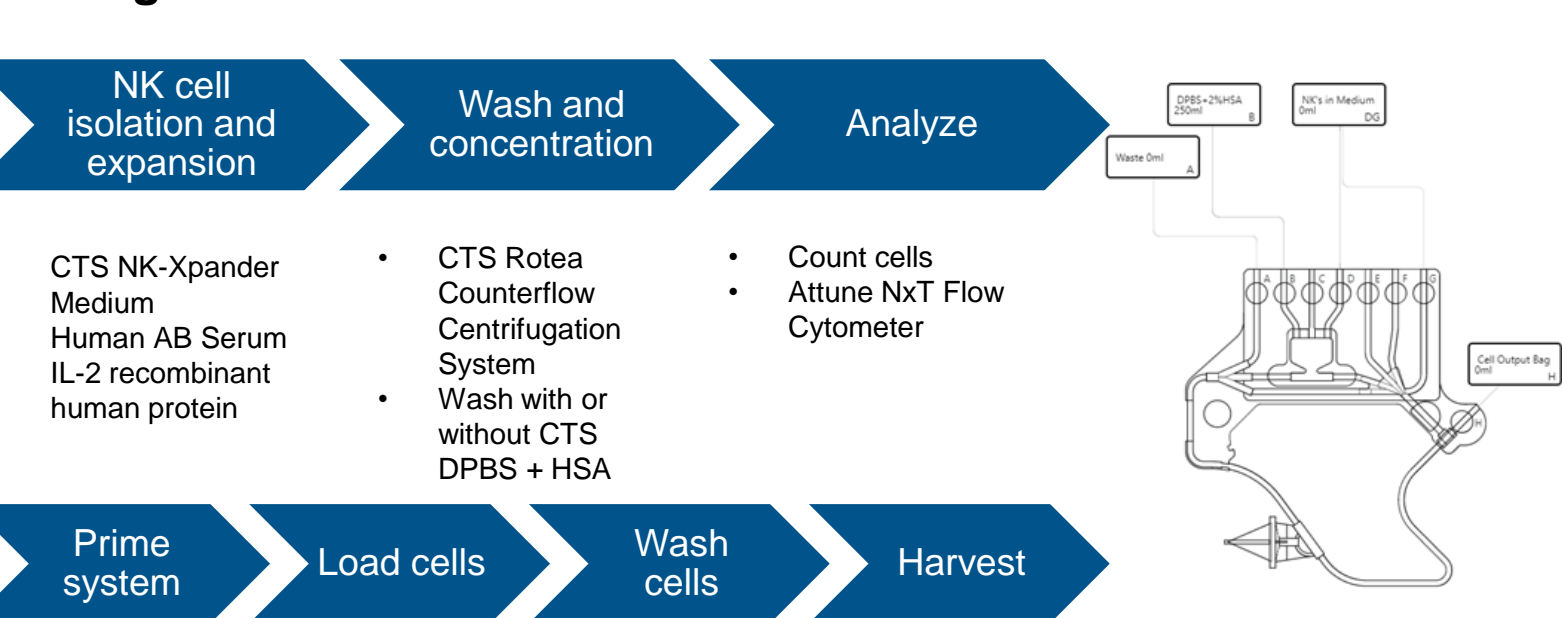 NK cell
isolation and
expansion
Wash and
concentration
Analyze
CTS NK-Xpander
Medium
Human AB Serum
IL-2 recombinant
human protein
• CTS Rotea
Counterflow
Centrifugation
System
• Wash with or
without CTS
DPBS + HSA
• Count cells
• Attune NxT Flow
Cytometer
Prime
system
Load cells
Wash
cells
Harvest
DPBS+2%HSA
250ml
B
NK's in Medium
0ml
DG
Waste 0ml
A
A B C D E F G
Cell Output Bag
0ml
H
H